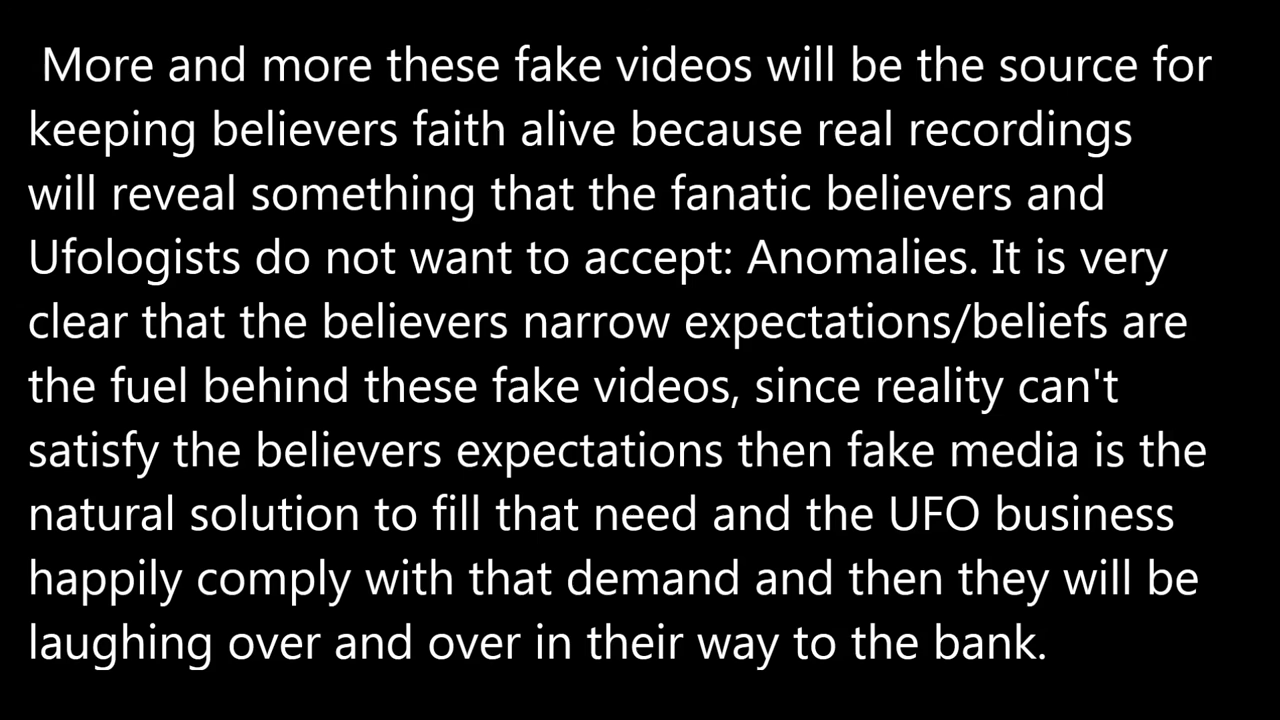 More and more these fake videos will be the source for
keeping believers faith alive because real recordings
will reveal something that the fanatic believers and
Ufologists do not want to accept: Anomalies. It is very
clear that the believers narrow expectations/beliefs are
the fuel behind these fake videos, since reality can't
satisfy the believers expectations then fake media is the
natural solution to fill that need and the UFO business
happily comply with that demand and then they will be
laughing over and over in their way to the bank.